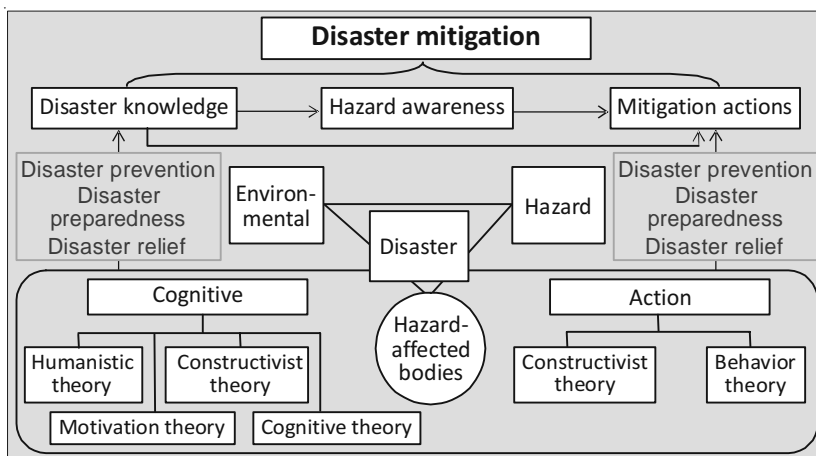 Disaster mitigation
Disaster knowledge
Hazard awareness
Mitigation actions
Disaster prevention
Disaster
preparedness
Disaster relief
Environ-
mental
Hazard
Disaster
Disaster prevention
Disaster
preparedness
Disaster relief
Cognitive
Hazard-
affected
bodies
Action
Humanistic
theory
Constructivist
theory
Motivation theory
Cognitive theory
Constructivist
theory
Behavior
theory